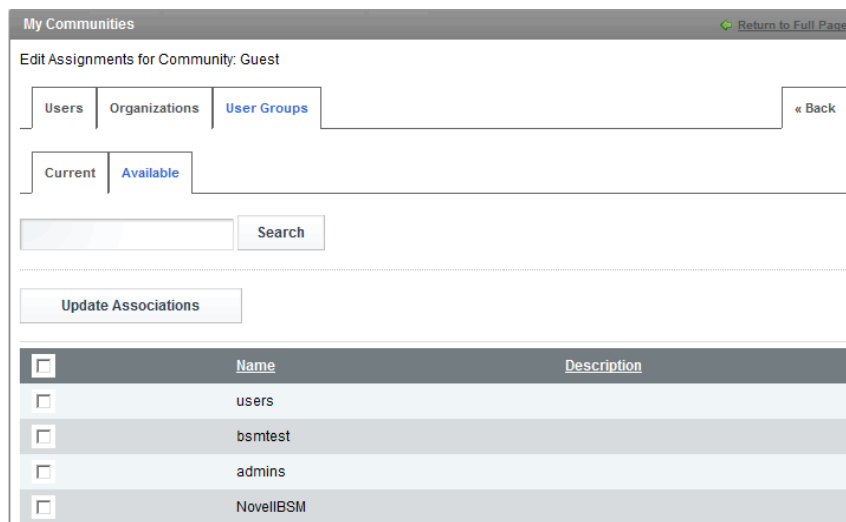 My Communities Return to Full Page
Edit Assignments for Community: Guest
Users Organizations User Groups « Back
Current Available
Search
Update Associations
Name Description
users
bsmtest
admins
NovellBSM